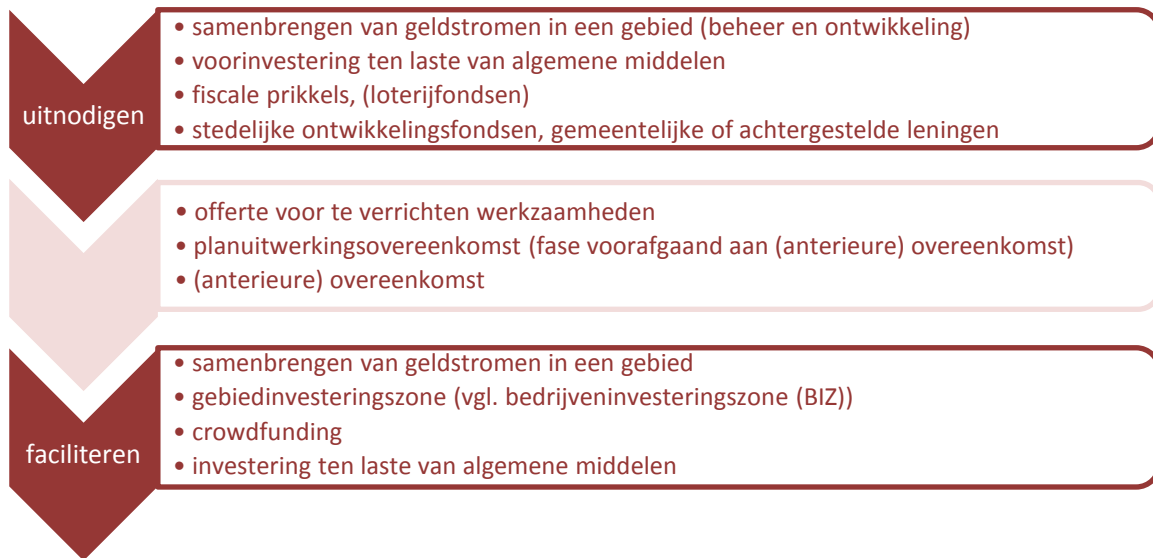 uitnodigen
• samenbrengen van geldstromen in een gebied (beheer en ontwikkeling)
• voorinvestering ten laste van algemene middelen
• fiscale prikkels, (loterijfondsen)
• stedelijke ontwikkelingsfondsen, gemeentelijke of achtergestelde leningen
• offerte voor te verrichten werkzaamheden
• planuitwerkingsovereenkomst (fase voorafgaand aan (anterieure) overeenkomst)
• (anterieure) overeenkomst
faciliteren
• samenbrengen van geldstromen in een gebied
• gebiedinvesteringszone (vgl. bedrijveninvesteringszone (BIZ))
• crowdfunding
• investering ten laste van algemene middelen